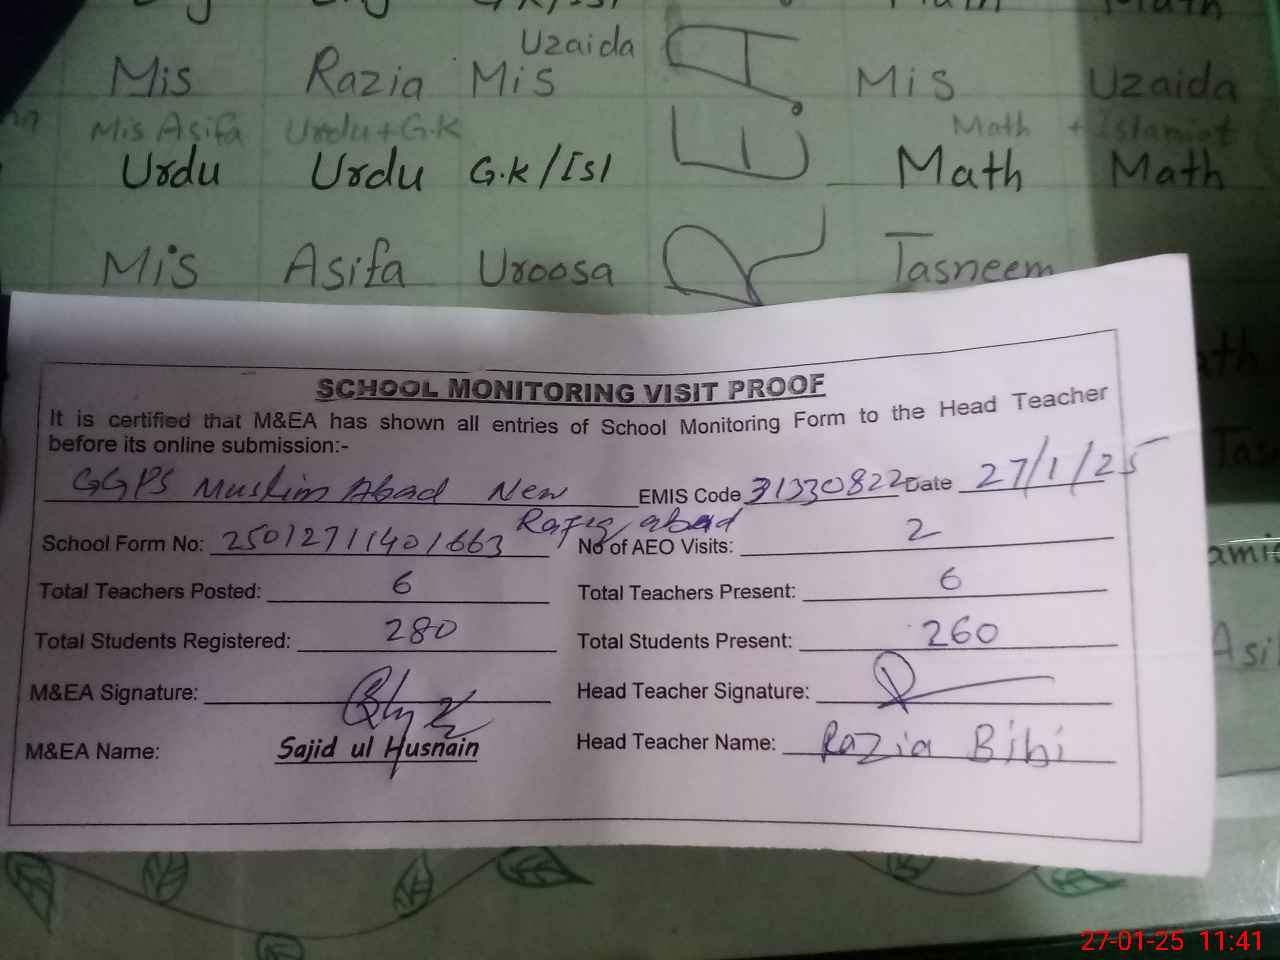 Uzaida
Mis Razia Mis Mis Uzaida
Mis Asifa Urdu+G.K Math + Islamiat
Urdu Urdu G.K/Isl Math Math
Mis Asifa Uroosa Tasneem
SCHOOL MONITORING VISIT PROOF
It is certified that M&EA has shown all entries of School Monitoring Form to the Head Teacher
before its online submission:-
GGPS Muslim Abad New EMIS Code 31330822 Date 27/1/25
Rafiq abad
School Form No: 25012711401663 No of AEO Visits: 2
Total Teachers Posted: 6 Total Teachers Present: 6
Total Students Registered: 280 Total Students Present: 260
M&EA Signature: Head Teacher Signature:
M&EA Name: Sajid ul Husnain Head Teacher Name: Razia Bibi
27-01-25 11:41